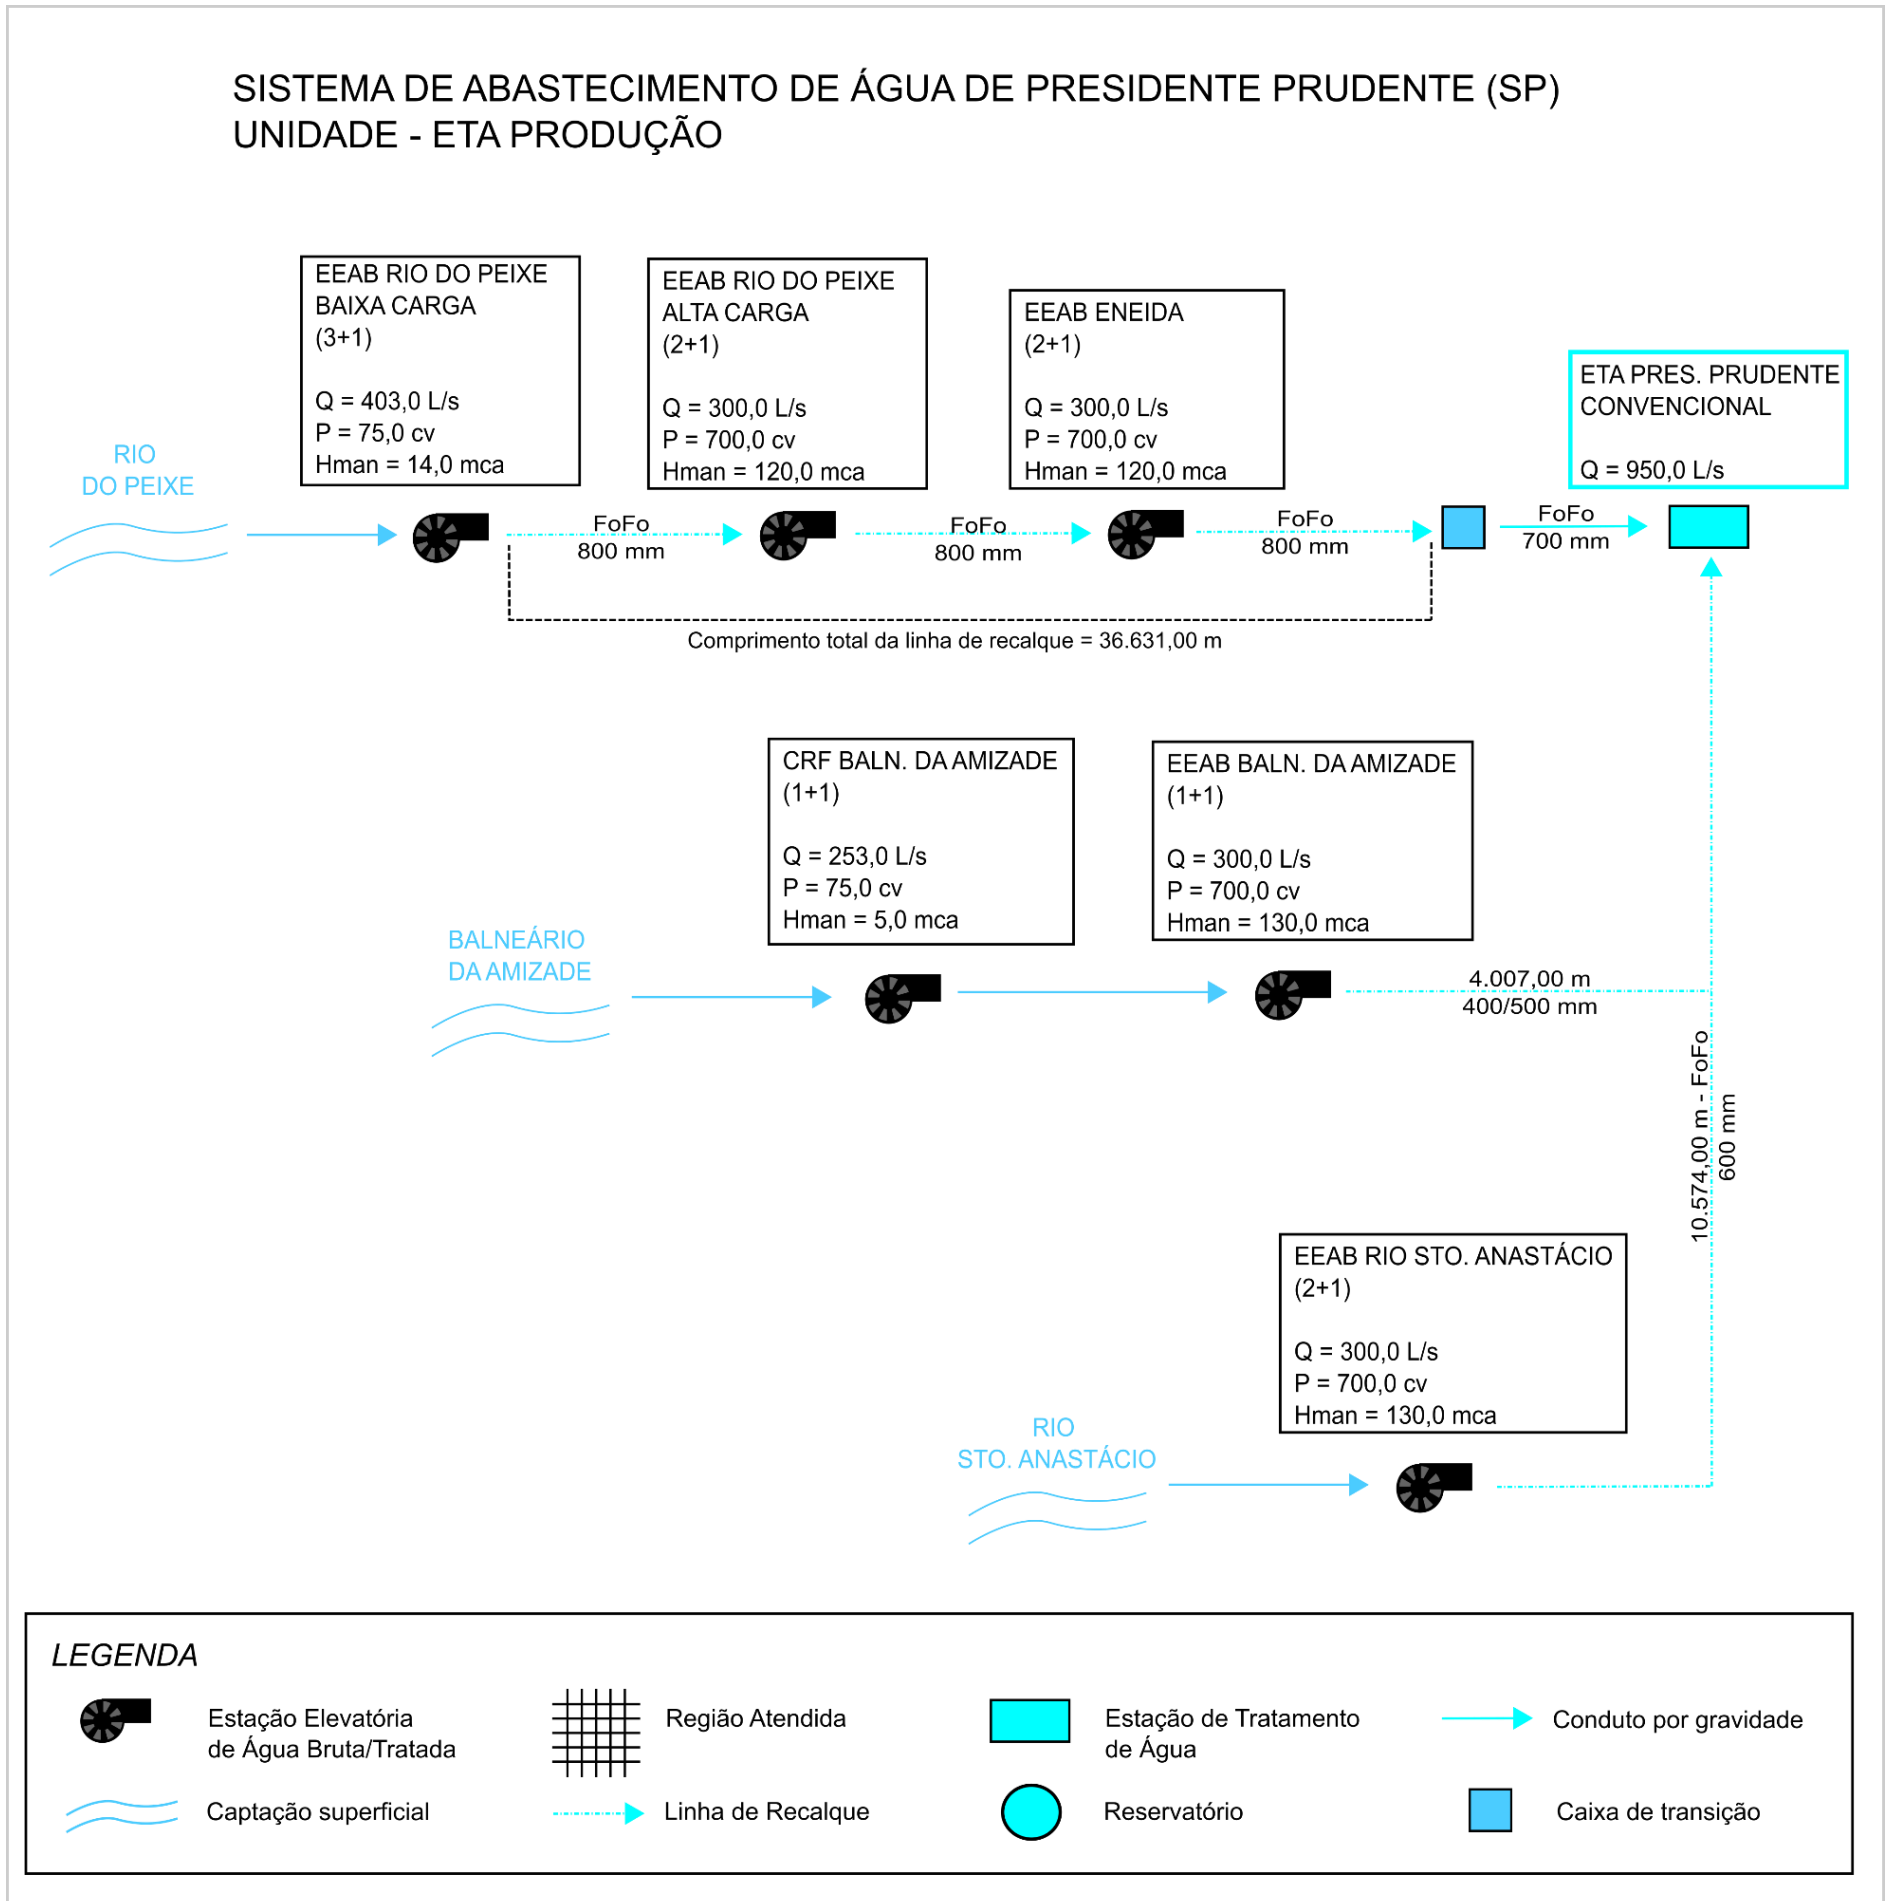 SISTEMA DE ABASTECIMENTO DE ÁGUA DE PRESIDENTE PRUDENTE (SP)
UNIDADE - ETA PRODUÇÃO
EEAB RIO DO PEIXE
BAIXA CARGA
(3+1)
Q = 403,0 L/s
P = 75,0 cv
Hman = 14,0 mca
EEAB RIO DO PEIXE
ALTA CARGA
(2+1)
Q = 300,0 L/s
P = 700,0 cv
Hman = 120,0 mca
EEAB ENEIDA
(2+1)
Q = 300,0 L/s
P = 700,0 cv
Hman = 120,0 mca
ETA PRES. PRUDENTE
CONVENCIONAL
Q = 950,0 L/s
RIO
DO PEIXE
FoFo
800 mm
FoFo
800 mm
FoFo
800 mm
FoFo
700 mm
Comprimento total da linha de recalque = 36.631,00 m
CRF BALN. DA AMIZADE
(1+1)
Q = 253,0 L/s
P = 75,0 cv
Hman = 5,0 mca
EEAB BALN. DA AMIZADE
(1+1)
Q = 300,0 L/s
P = 700,0 cv
Hman = 130,0 mca
BALNEÁRIO
DA AMIZADE
4.007,00 m
400/500 mm
10.574,00 m - FoFo
600 mm
EEAB RIO STO. ANASTÁCIO
(2+1)
Q = 300,0 L/s
P = 700,0 cv
Hman = 130,0 mca
RIO
STO. ANASTÁCIO
LEGENDA
Estação Elevatória
de Água Bruta/Tratada
Região Atendida
Estação de Tratamento
de Água
Conduto por gravidade
Captação superficial
Linha de Recalque
Reservatório
Caixa de transição